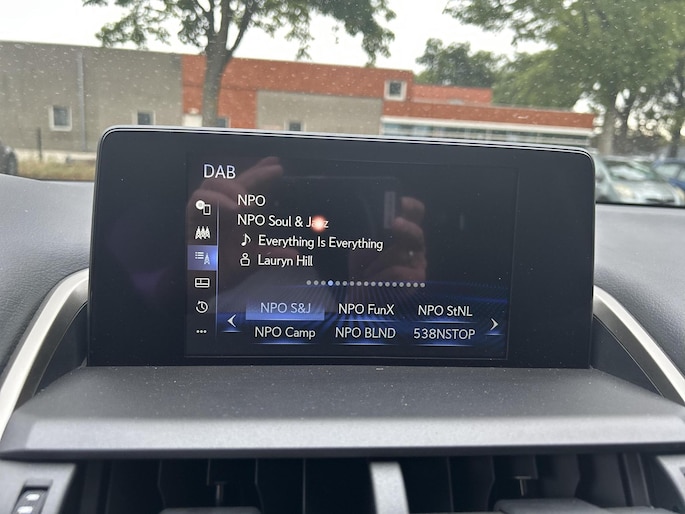 DAB
NPO
NPO Soul & Jazz
Everything Is Everything
Lauryn Hill
NPO S&J NPO FunX NPO StNL
NPO Camp NPO BLND 538NSTOP